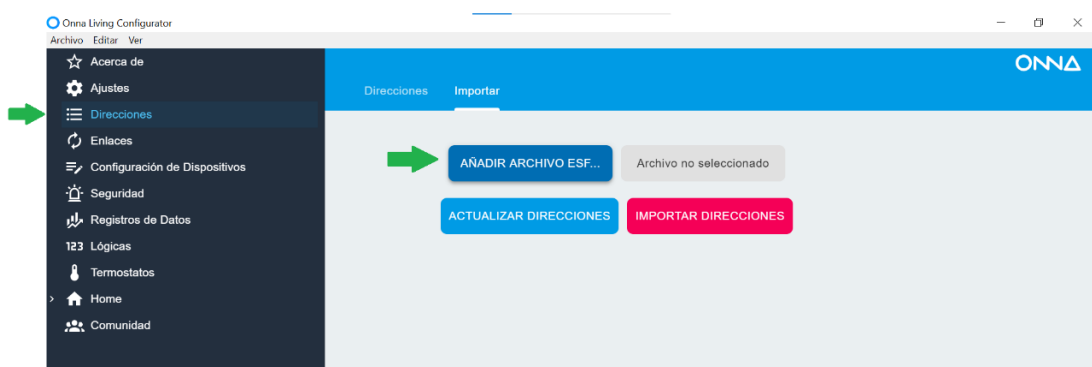 Onna Living Configurator
Archivo Editar Ver
Acerca de
Ajustes
Direcciones
Enlaces
Configuración de Dispositivos
Seguridad
Registros de Datos
123 Lógicas
Termostatos
Home
Comunidad
ONNA
Direcciones Importar
AÑADIR ARCHIVO ESF... Archivo no seleccionado
ACTUALIZAR DIRECCIONES IMPORTAR DIRECCIONES